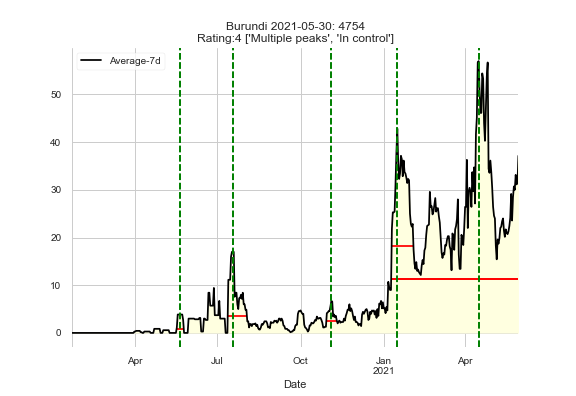 Burundi 2021-05-30: 4754
Rating:4 ['Multiple peaks', 'In control']
Average-7d
50
40
30
20
10
0
Apr
Jul
Oct
Jan
2021
Apr
Date